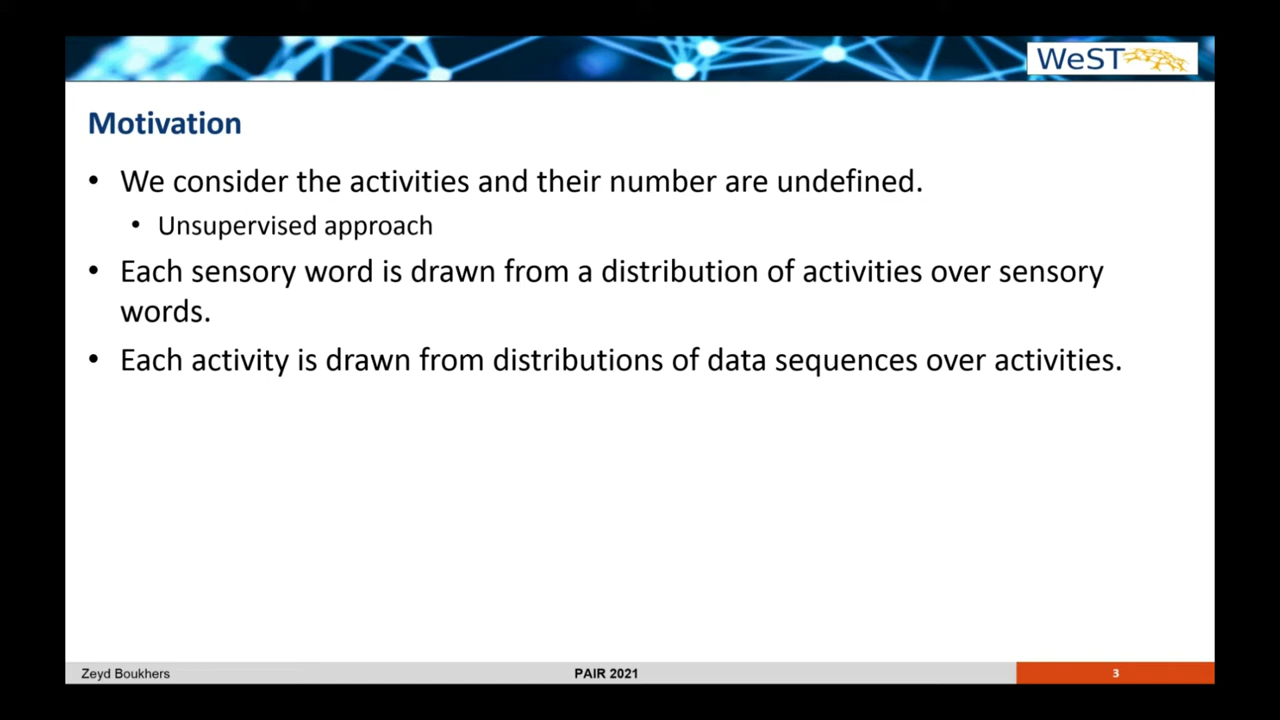 WeST
Motivation
• We consider the activities and their number are undefined.
• Unsupervised approach
• Each sensory word is drawn from a distribution of activities over sensory
words.
• Each activity is drawn from distributions of data sequences over activities.
Zeyd Boukhers
PAIR 2021
3